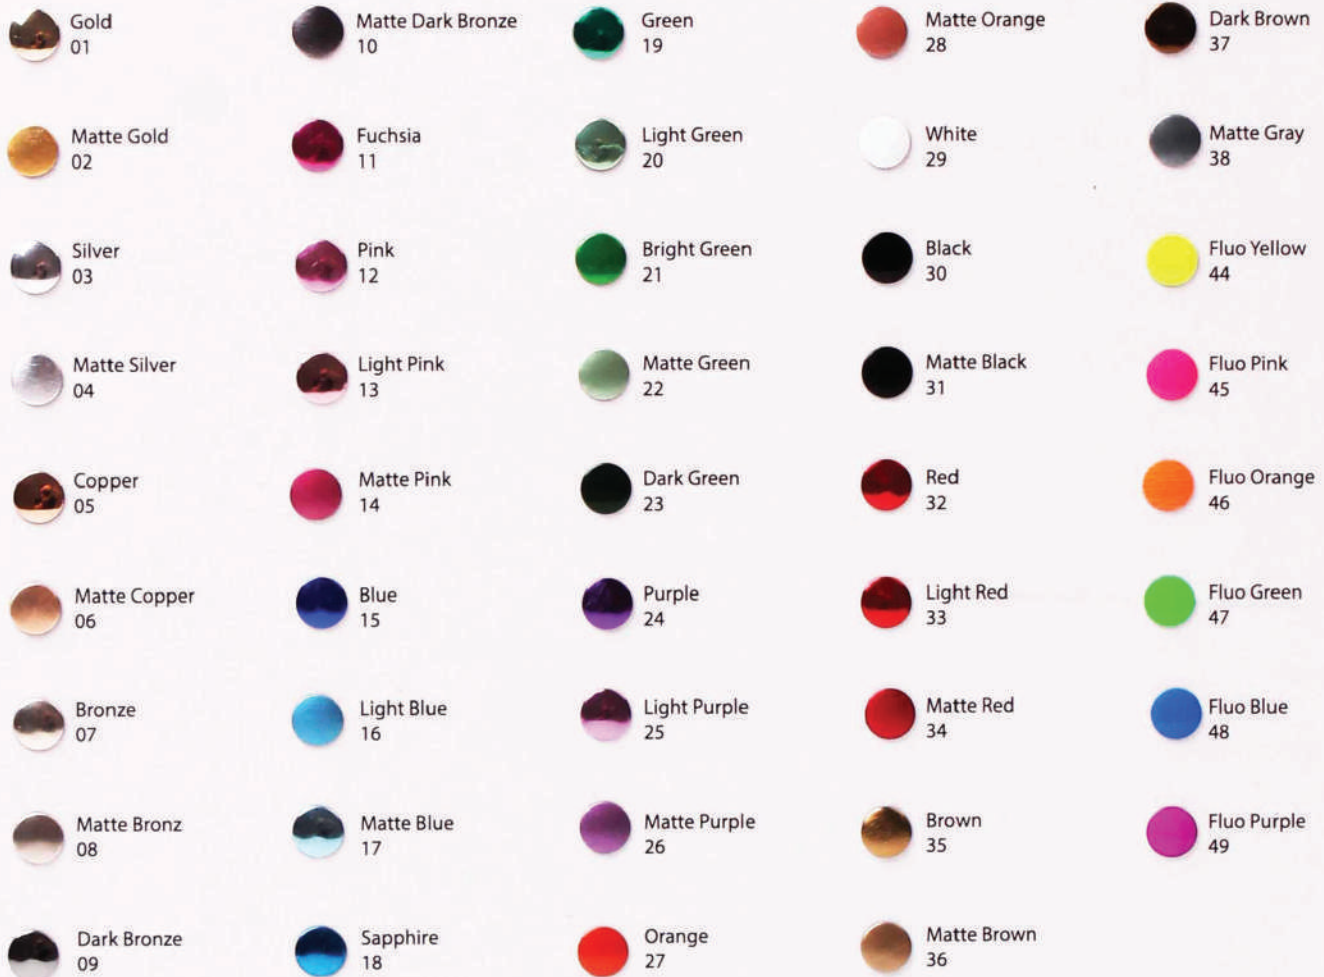 Gold
01
Matte Gold
02
Silver
03
Matte Silver
04
Copper
05
Matte Copper
06
Bronze
07
Matte Bronz
08
Dark Bronze
09
Matte Dark Bronze
10
Fuchsia
11
Pink
12
Light Pink
13
Matte Pink
14
Blue
15
Light Blue
16
Matte Blue
17
Sapphire
18
Green
19
Light Green
20
Bright Green
21
Matte Green
22
Dark Green
23
Purple
24
Light Purple
25
Matte Purple
26
Orange
27
Matte Orange
28
White
29
Black
30
Matte Black
31
Red
32
Light Red
33
Matte Red
34
Brown
35
Matte Brown
36
Dark Brown
37
Matte Gray
38
Fluo Yellow
44
Fluo Pink
45
Fluo Orange
46
Fluo Green
47
Fluo Blue
48
Fluo Purple
49